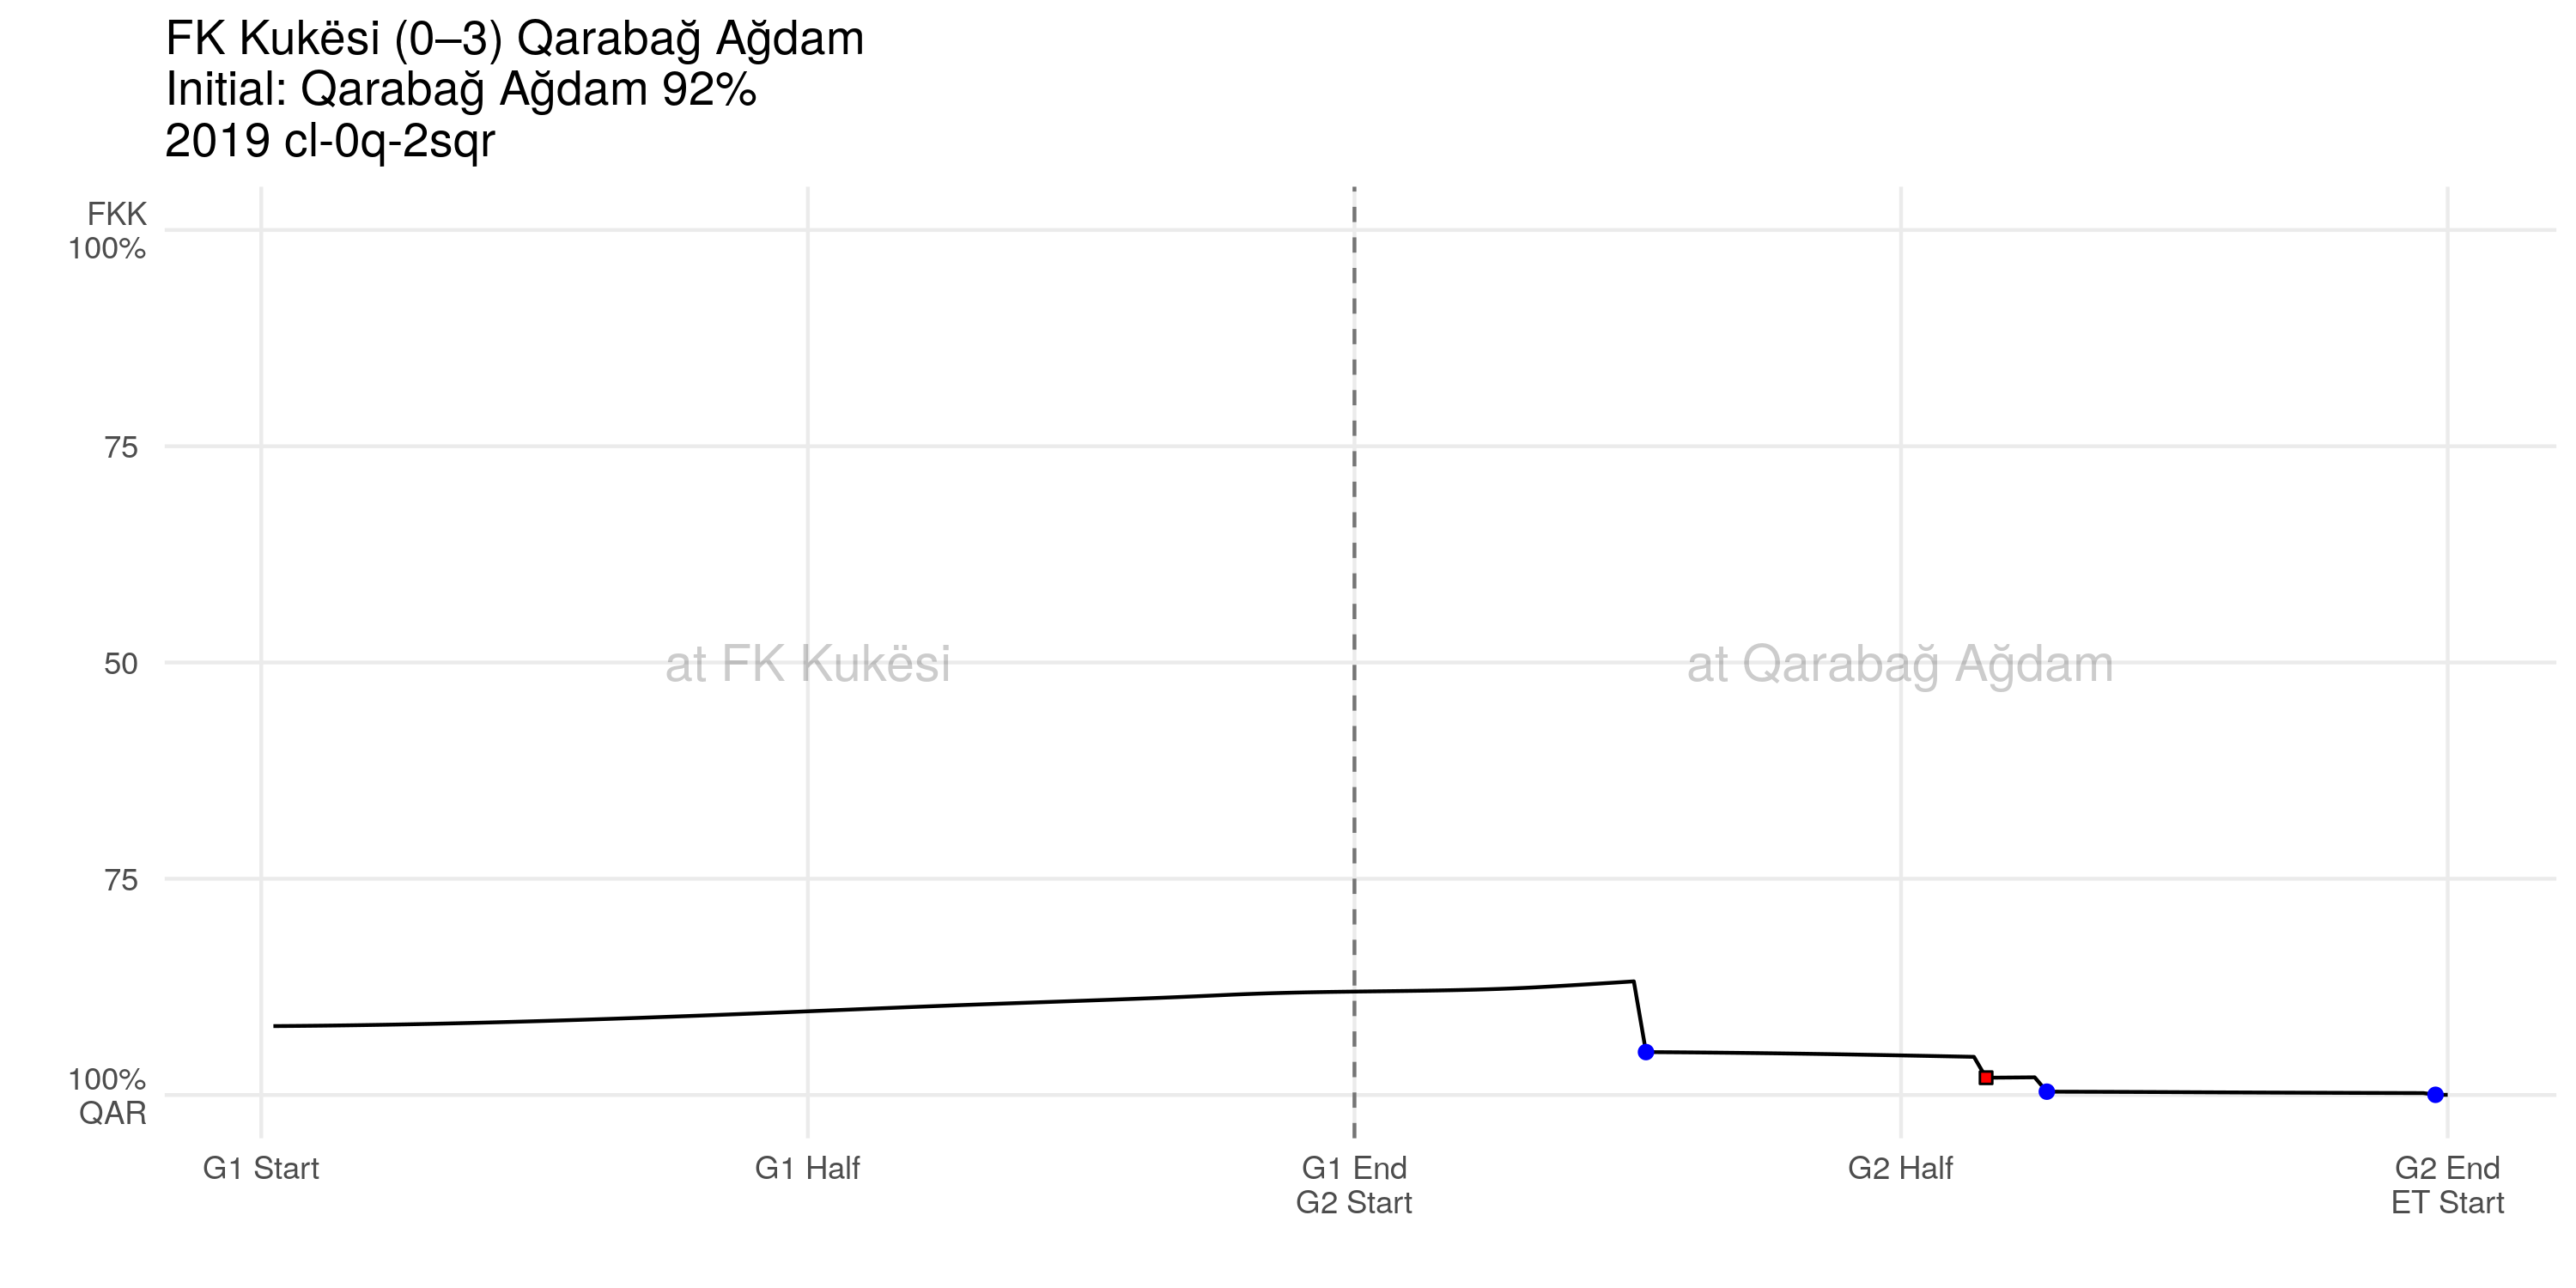 FK Kukësi (0–3) Qarabağ Ağdam
Initial: Qarabağ Ağdam 92%
2019 cl-0q-2sqr
FKK
100%
75
50
75
100%
QAR
at FK Kukësi
at Qarabağ Ağdam
G1 Start
G1 Half
G1 End
G2 Start
G2 Half
G2 End
ET Start